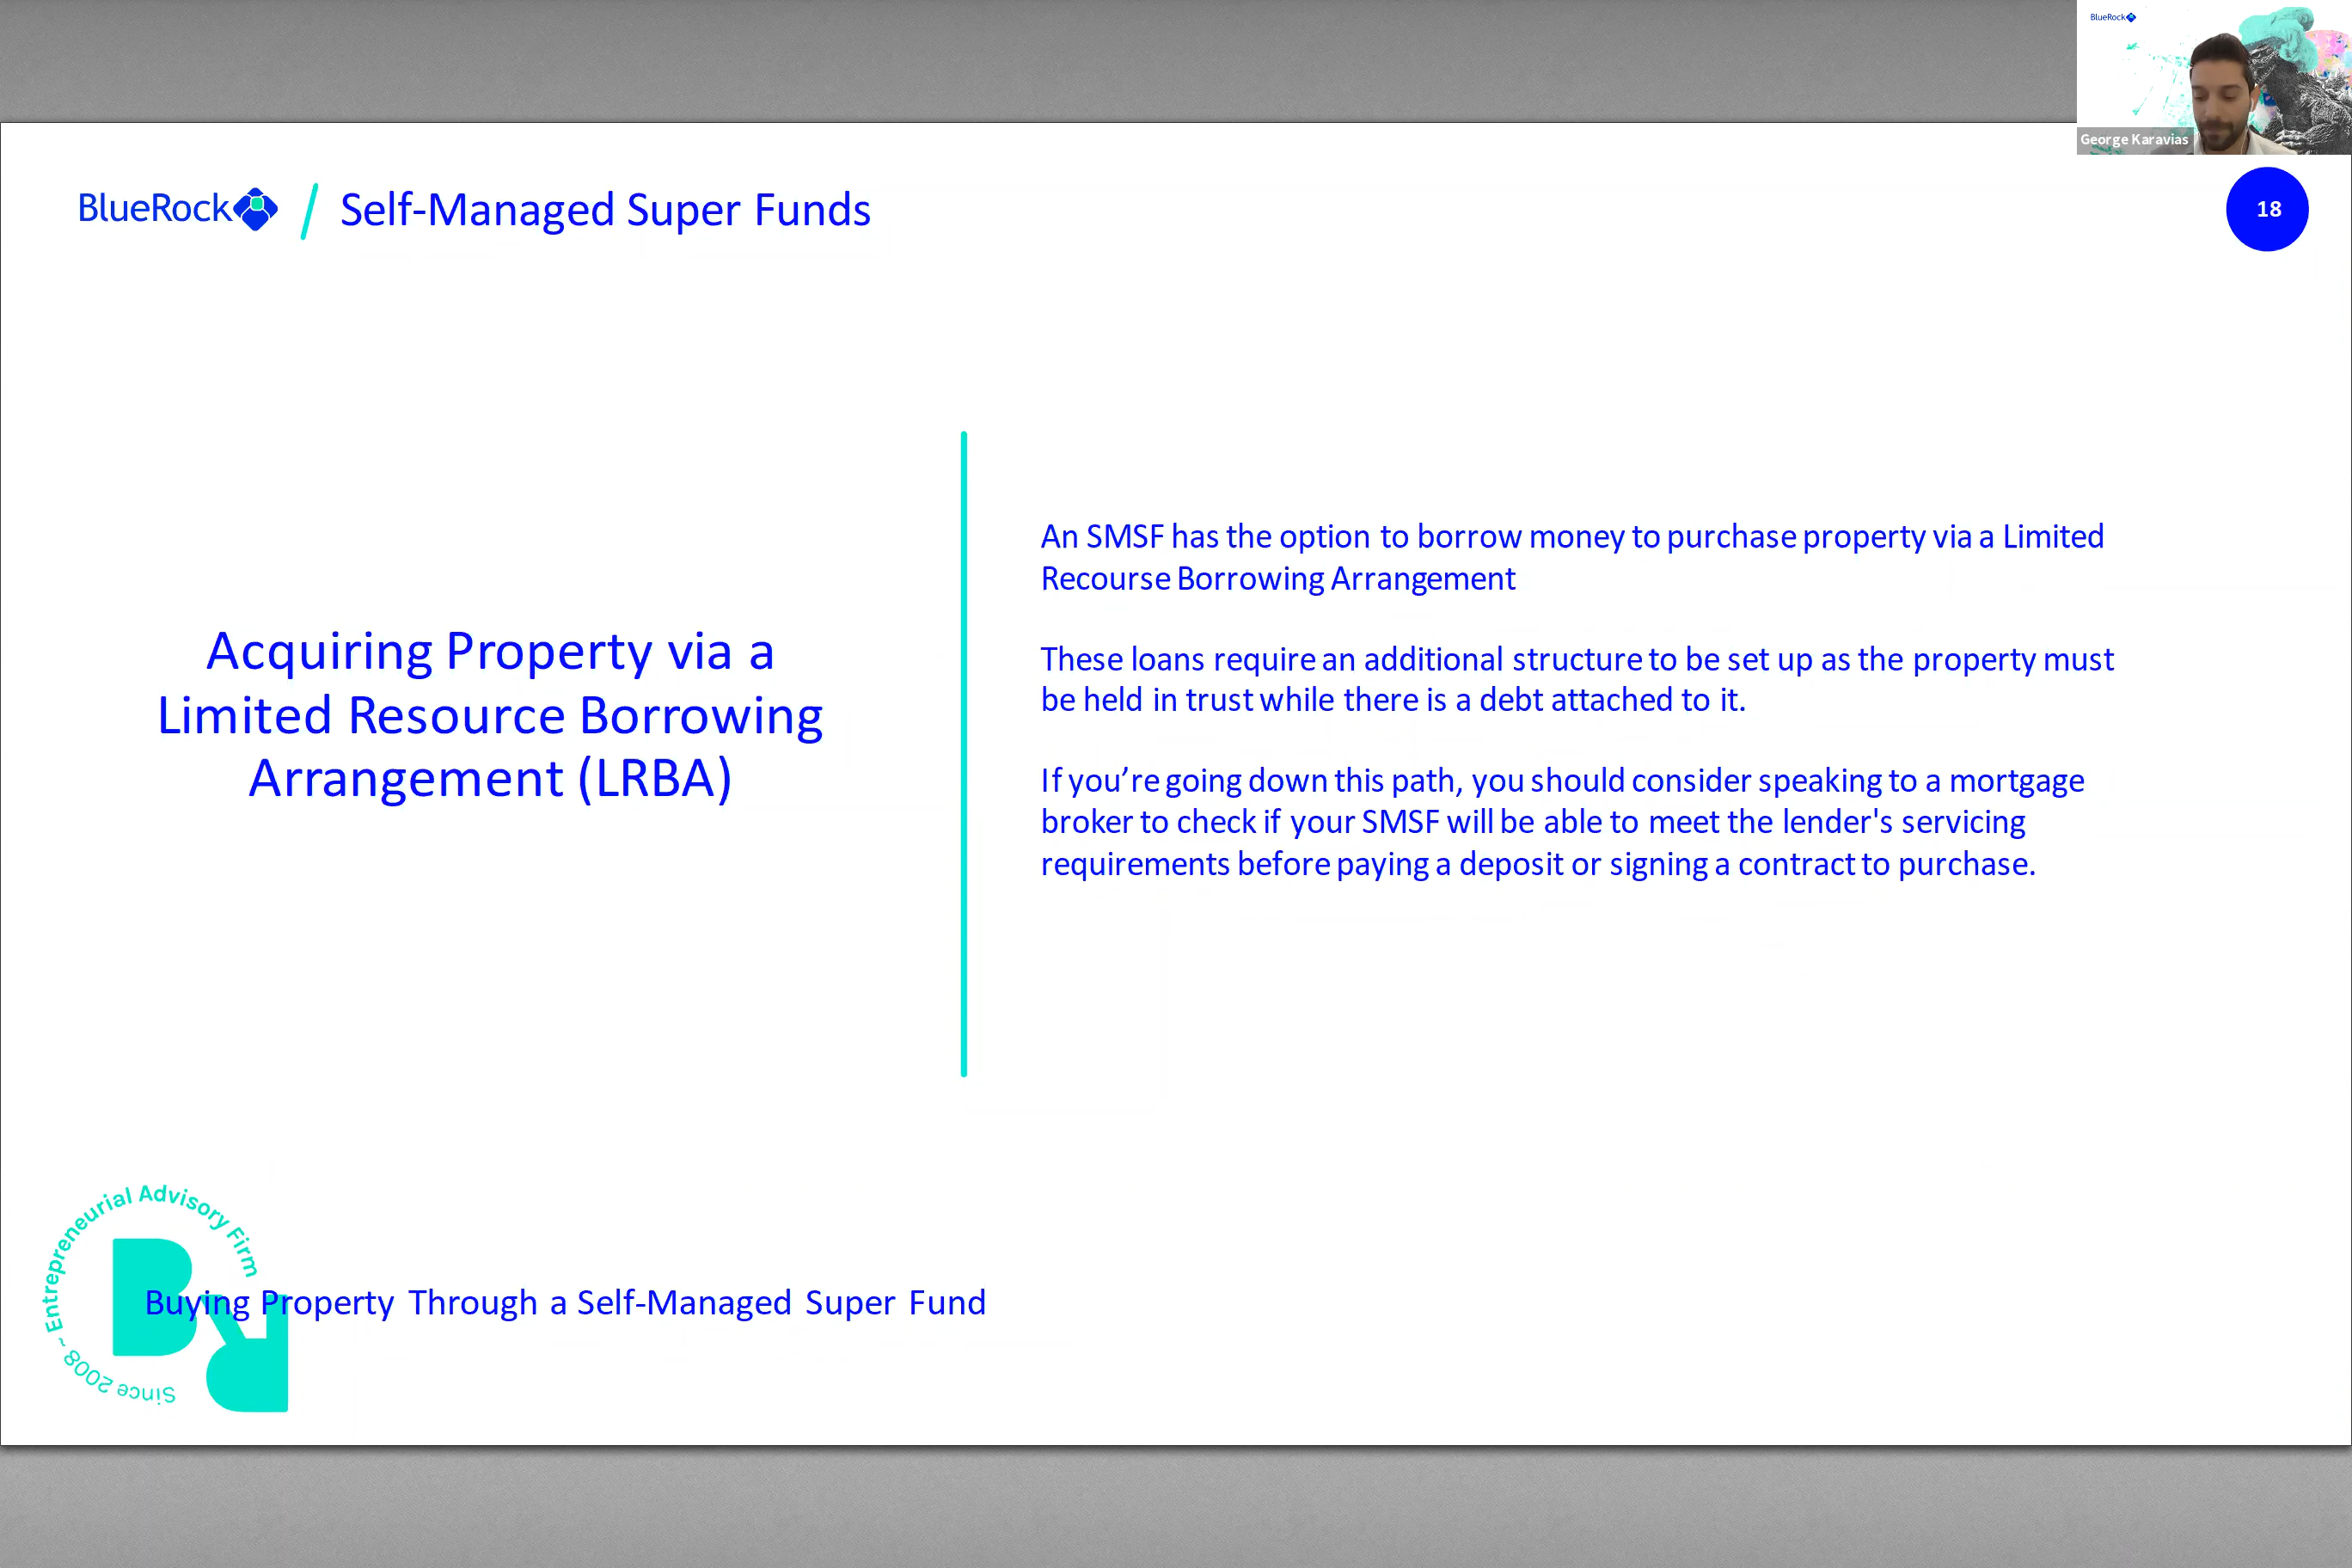 BlueRock
George Karavias
BlueRock / Self-Managed Super Funds
18
Acquiring Property via a
Limited Resource Borrowing
Arrangement (LRBA)
An SMSF has the option to borrow money to purchase property via a Limited
Recourse Borrowing Arrangement
These loans require an additional structure to be set up as the property must
be held in trust while there is a debt attached to it.
If you’re going down this path, you should consider speaking to a mortgage
broker to check if your SMSF will be able to meet the lender's servicing
requirements before paying a deposit or signing a contract to purchase.
Since 2008 ~ Entrepreneurial Advisory Firm
BR
Buying Property Through a Self-Managed Super Fund